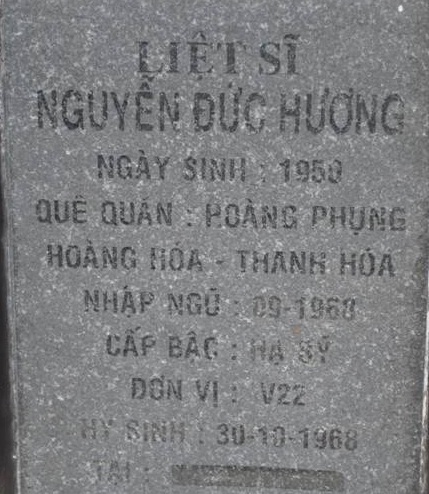 LIỆT SĨ
NGUYỄN ĐỨC HƯƠNG
NGÀY SINH : 1950
QUÊ QUÁN : HOÀNG PHỤNG
HOÀNG HÓA - THANH HÓA
NHẬP NGŨ : 09-1968
CẤP BẬC : HẠ SỸ
ĐƠN VỊ : V22
HY SINH : 30-10-1968
TẠI :